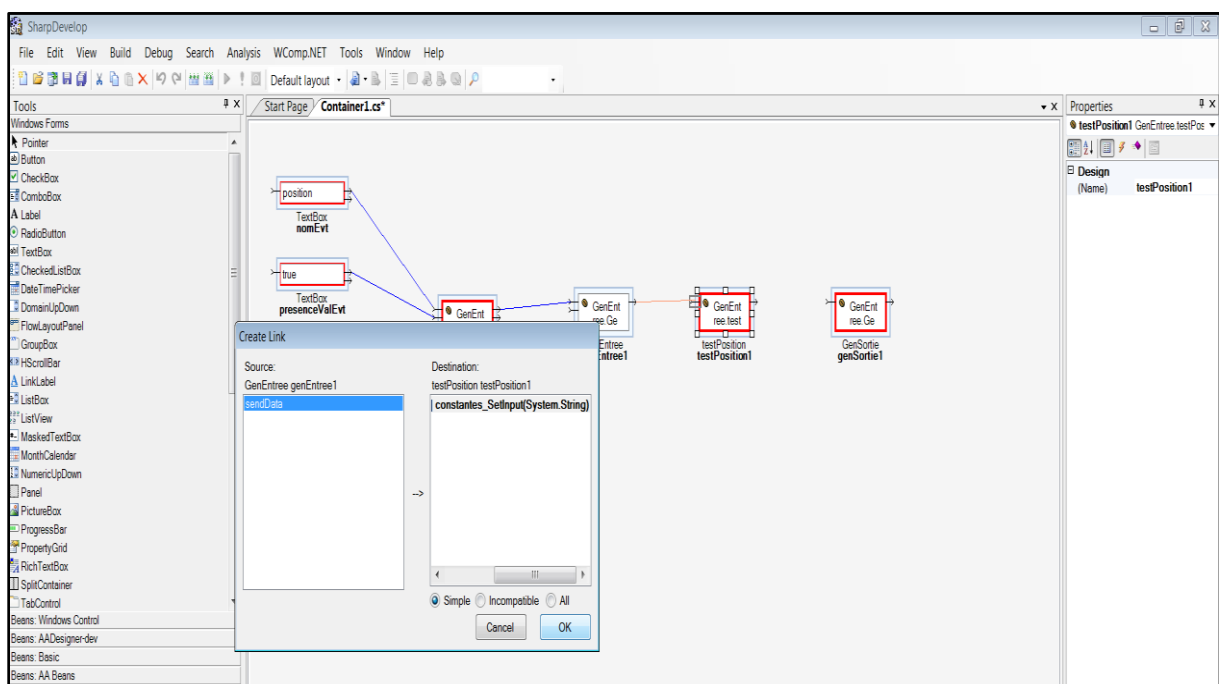 SharpDevelop
File Edit View Build Debug Search Analysis WComp.NET Tools Window Help
Default layout
Tools
Start Page Container1.cs*
Properties
Windows Forms
testPosition1 GenEntree.testPos
Pointer
Button
CheckBox
ComboBox
Label
RadioButton
TextBox
CheckedListBox
DateTimePicker
DomainUpDown
FlowLayoutPanel
GroupBox
HScrollBar
LinkLabel
ListBox
ListView
MaskedTextBox
MonthCalendar
NumericUpDown
Panel
PictureBox
ProgressBar
PropertyGrid
RichTextBox
SplitContainer
TabControl
Beans: Windows Control
Beans: AADesigner-dev
Beans: Basic
Beans: AA Beans
position
TextBox
nomEvt
true
TextBox
presenceValEvt
GenEnt
GenEnt
ree.Ge
Entree
ntree1
GenEnt
ree.test
testPosition
testPosition1
GenEnt
ree.Ge
GenSortie
genSortie1
Create Link
Source:
GenEntree genEntree1
sendData
-->
Destination:
testPosition testPosition1
| constantes_SetInput(System.String)
Simple Incompatible All
Cancel OK
Design
(Name) testPosition1